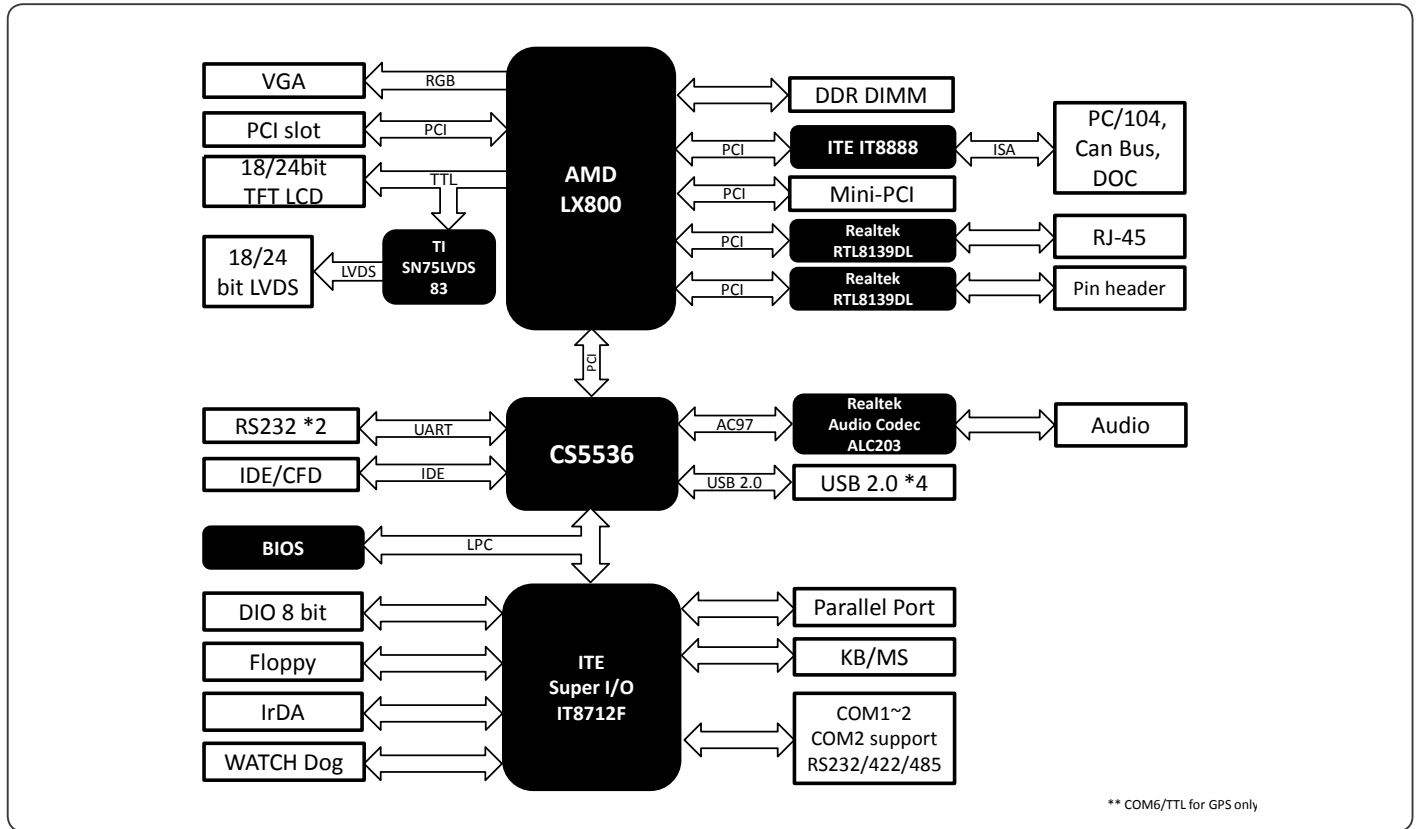 VGA
RGB
PCI slot
PCI
18/24bit
TFT LCD
TTL
TI
SN75LVDS
83
18/24
bit LVDS
LVDS
AMD
LX800
DDR DIMM
PCI
ITE IT8888
ISA
PC/104,
Can Bus,
DOC
PCI
Mini-PCI
PCI
Realtek
RTL8139DL
RJ-45
PCI
Realtek
RTL8139DL
Pin header
PCI
RS232 *2
UART
IDE/CFD
IDE
CS5536
AC97
Realtek
Audio Codec
ALC203
Audio
USB 2.0
USB 2.0 *4
BIOS
LPC
DIO 8 bit
Floppy
IrDA
WATCH Dog
ITE
Super I/O
IT8712F
Parallel Port
KB/MS
COM1~2
COM2 support
RS232/422/485
** COM6/TTL for GPS only